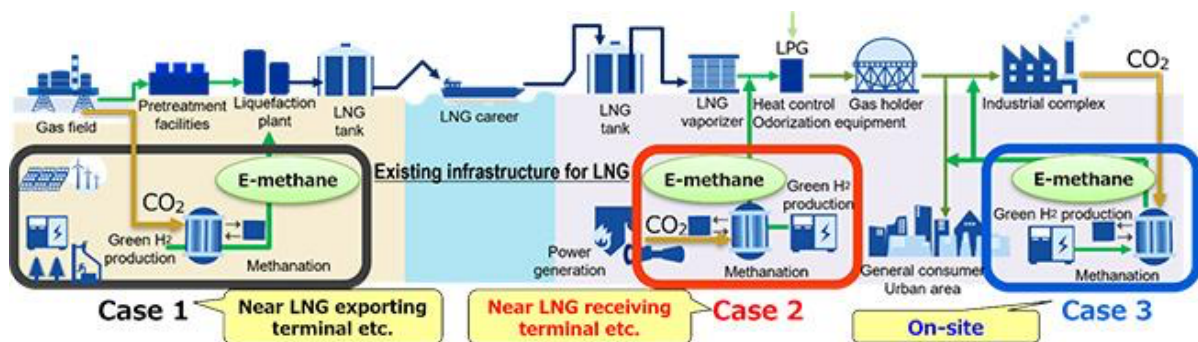 LPG
CO2
Gas field
Pretreatment
facilities
Liquefaction
plant
LNG
tank
LNG career
LNG
tank
LNG
vaporizer
Heat control
Odorization equipment
Gas holder
Industrial complex
Existing infrastructure for LNG
E-methane
CO2
Green H2
production
Methanation
Power
generation
E-methane
CO2
Green H2
production
Methanation
General consumer
Urban area
E-methane
Green H2 production
Methanation
Case 1
Near LNG exporting
terminal etc.
Near LNG receiving
terminal etc.
Case 2
On-site
Case 3